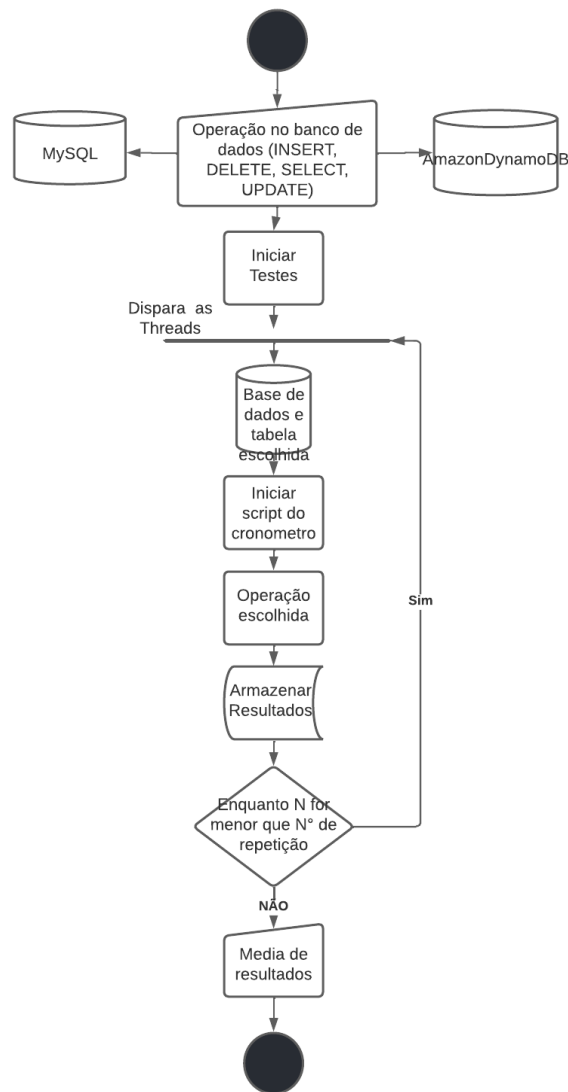 Operação no banco de
dados (INSERT,
DELETE, SELECT,
UPDATE)
MySQL
AmazonDynamoDB
Iniciar
Testes
Dispara as
Threads
Base de
dados e
tabela
escolhida
Iniciar
script do
cronometro
Operação
escolhida
Sim
Armazenar
Resultados
Enquanto N for
menor que N° de
repetição
NÃO
Media de
resultados